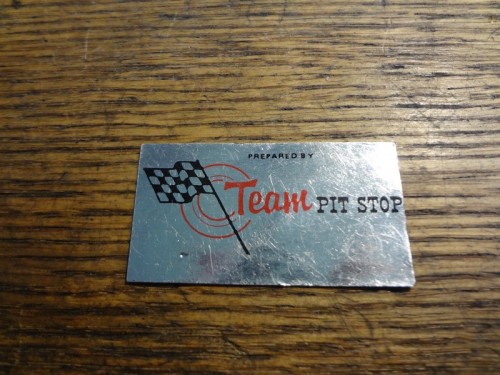 PREPARED BY
Team PIT STOP